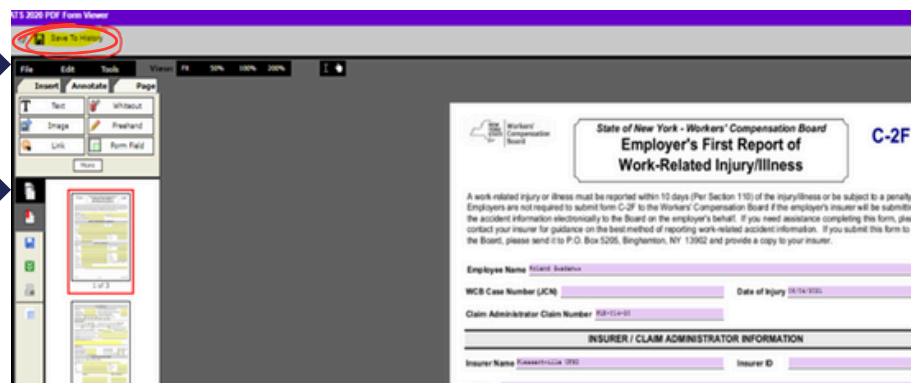 ATS 2020 PDF Form Viewer
Save To History
File Edit Tools View: Fit 50% 100% 200%
Insert Annotate Page
Text Whiteout
Image Freehand
Link Form Field
More
1 of 3
Workers'
Compensation
Board
State of New York - Workers' Compensation Board
Employer's First Report of
Work-Related Injury/Illness
C-2F
A work-related injury or illness must be reported within 10 days (Per Section 110) of the injury/illness or be subject to a penalty
Employers are not required to submit form C-2F to the Workers' Compensation Board if the employer's insurer will be submitti
the accident information electronically to the Board on the employer's behalf. If you need assistance completing this form, plea
contact your insurer for guidance on the best method of reporting work-related accident information. If you submit this form to
the Board, please send it to P.O. Box 5205, Binghamton, NY 13902 and provide a copy to your insurer.
Employee Name
WCB Case Number (JCN) Date of Injury
Claim Administrator Claim Number
INSURER / CLAIM ADMINISTRATOR INFORMATION
Insurer Name Insurer ID